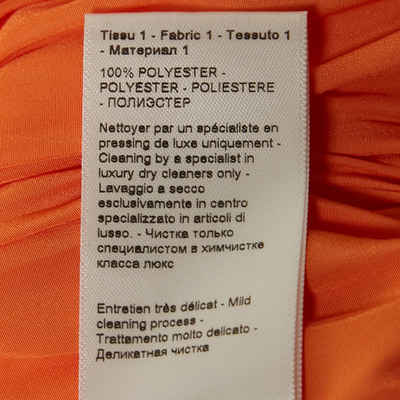 Tissu 1 - Fabric 1 - Tessuto 1
- Материал 1
100% POLYESTER -
POLYESTER - POLIESTERE
- ПОЛИЭСТЕР
Nettoyer par un spécialiste en
pressing de luxe uniquement -
Cleaning by a specialist in
luxury dry cleaners only -
Lavaggio a secco
esclusivamente in centro
specializzato in articoli di
lusso. - Чистка только
специалистом в химчистке
класса люкс
Entretien très délicat - Mild
cleaning process -
Trattamento molto delicato -
Деликатная чистка